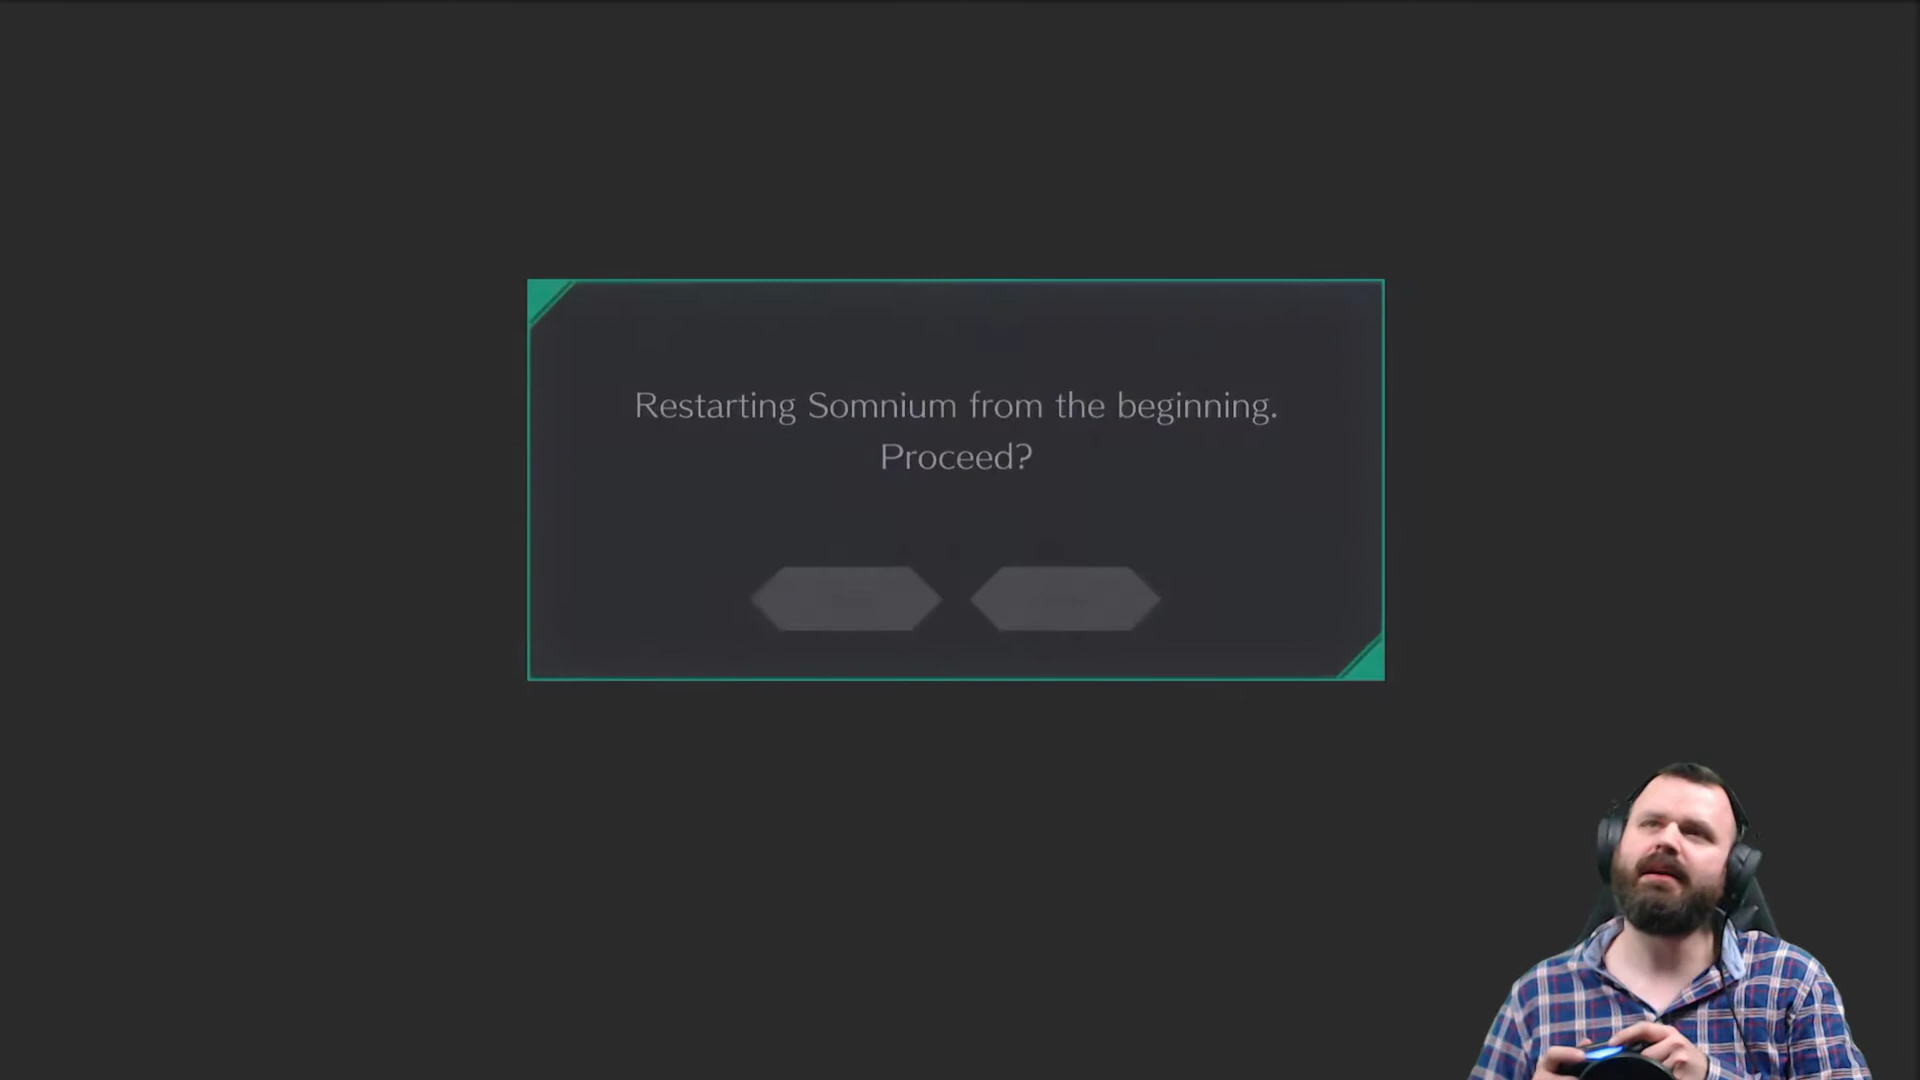 Restarting Somnium from the beginning.
Proceed?